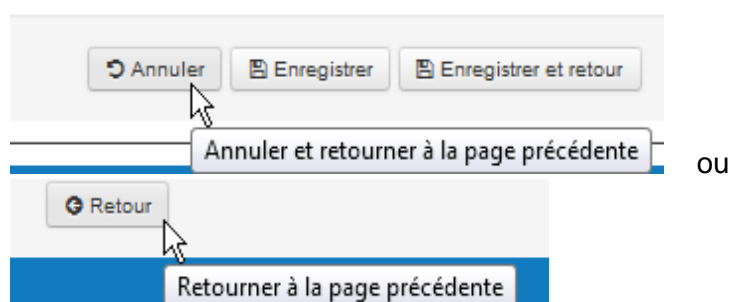 Annuler Enregistrer Enregistrer et retour
Annuler et retourner à la page précédente
ou
Retour
Retourner à la page précédente